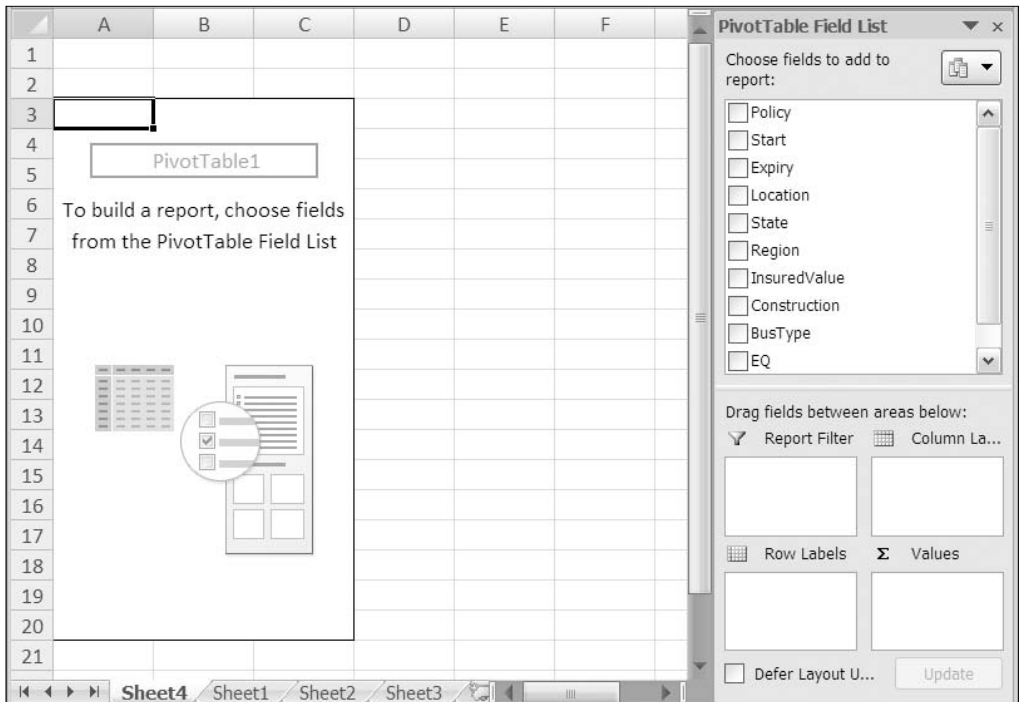 A B C D E F
1
2
3
4
5
6
7
8
9
10
11
12
13
14
15
16
17
18
19
20
21
PivotTable1
To build a report, choose fields
from the PivotTable Field List
Sheet4 Sheet1 Sheet2 Sheet3
PivotTable Field List
Choose fields to add to
report:
Policy
Start
Expiry
Location
State
Region
InsuredValue
Construction
BusType
EQ
Drag fields between areas below:
Report Filter Column La...
Row Labels Σ Values
Defer Layout U... Update